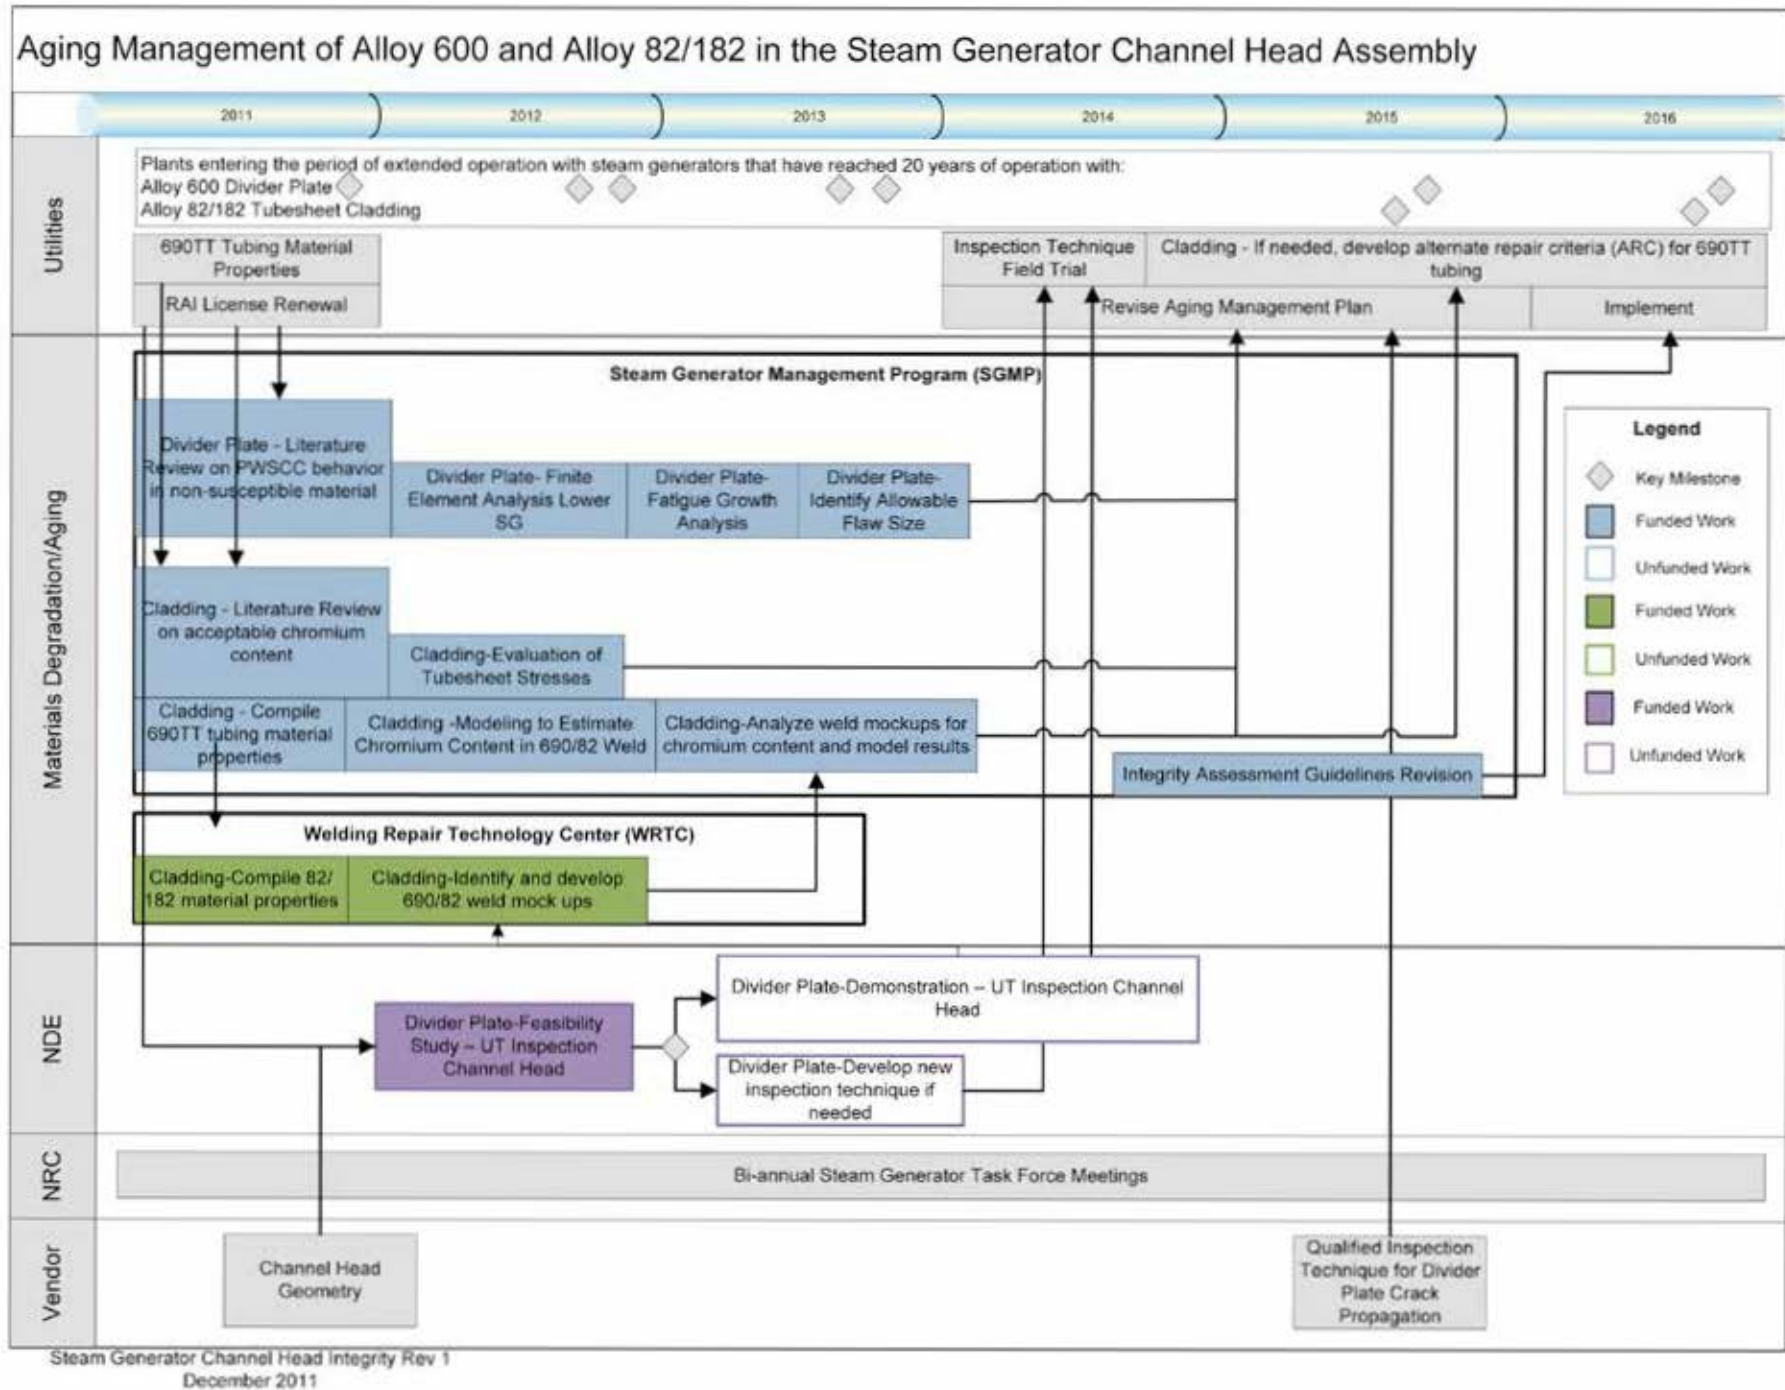 Aging Management of Alloy 600 and Alloy 82/182 in the Steam Generator Channel Head Assembly
2011
2012
2013
2014
2015
2016
Utilities
Plants entering the period of extended operation with steam generators that have reached 20 years of operation with:
Alloy 600 Divider Plate
Alloy 82/182 Tubesheet Cladding
690TT Tubing Material
Properties
RAI License Renewal
Inspection Technique
Field Trial
Cladding - If needed, develop alternate repair criteria (ARC) for 690TT
tubing
Revise Aging Management Plan
Implement
Materials Degradation/Aging
Steam Generator Management Program (SGMP)
Divider Plate - Literature
Review on PWSCC behavior
in non-susceptible material
Divider Plate- Finite
Element Analysis Lower
SG
Divider Plate-
Fatigue Growth
Analysis
Divider Plate-
Identify Allowable
Flaw Size
Cladding - Literature Review
on acceptable chromium
content
Cladding-Evaluation of
Tubesheet Stresses
Cladding - Compile
690TT tubing material
properties
Cladding -Modeling to Estimate
Chromium Content in 690/82 Weld
Cladding-Analyze weld mockups for
chromium content and model results
Integrity Assessment Guidelines Revision
Legend
Key Milestone
Funded Work
Unfunded Work
Funded Work
Unfunded Work
Funded Work
Unfunded Work
Welding Repair Technology Center (WRTC)
Cladding-Compile 82/
182 material properties
Cladding-Identify and develop
690/82 weld mock ups
NDE
Divider Plate-Feasibility
Study – UT Inspection
Channel Head
Divider Plate-Demonstration – UT Inspection Channel
Head
Divider Plate-Develop new
inspection technique if
needed
NRC
Bi-annual Steam Generator Task Force Meetings
Vendor
Channel Head
Geometry
Qualified Inspection
Technique for Divider
Plate Crack
Propagation
Steam Generator Channel Head Integrity Rev 1
December 2011